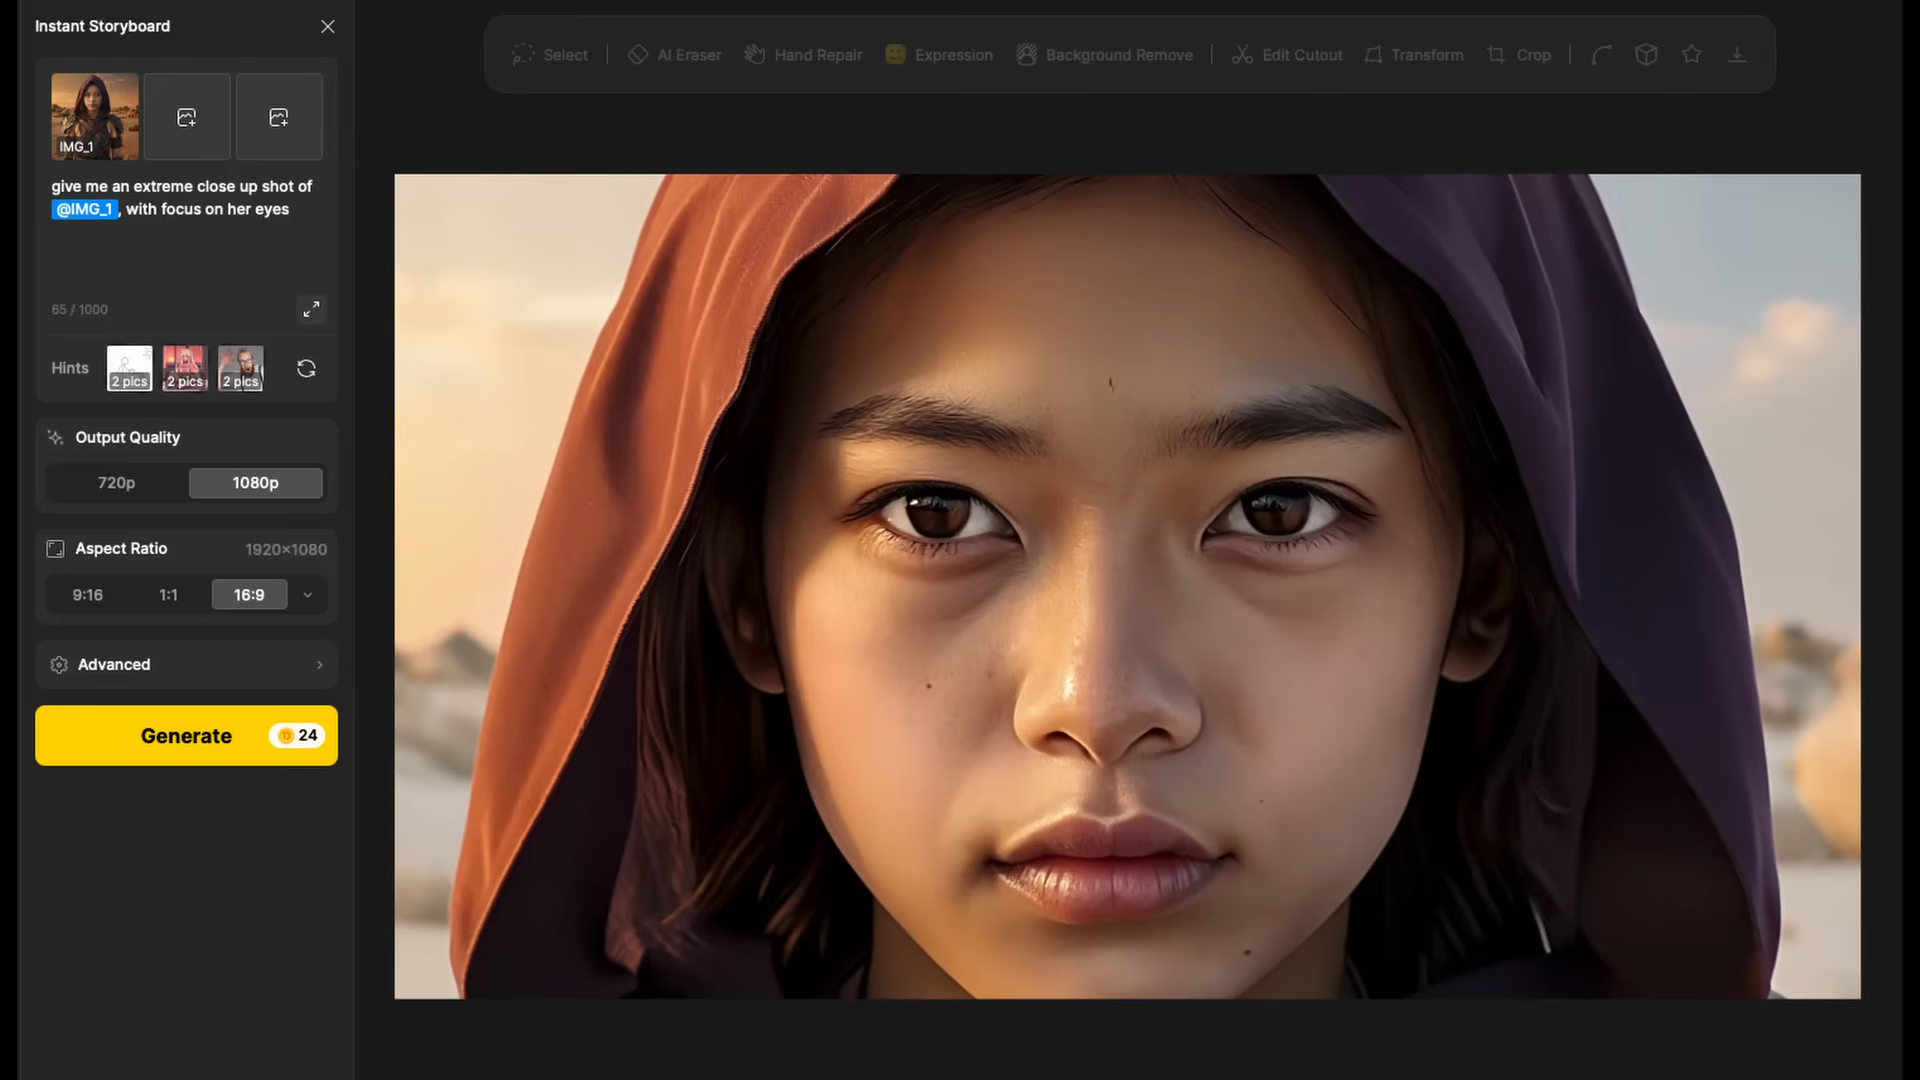 Instant Storyboard
Select
AI Eraser
Hand Repair
Expression
Background Remove
Edit Cutout
Transform
Crop
IMG_1
give me an extreme close up shot of
@IMG_1, with focus on her eyes
65 / 1000
Hints
2 pics
2 pics
2 pics
Output Quality
720p
1080p
Aspect Ratio
1920×1080
9:16
1:1
16:9
Advanced
Generate
24